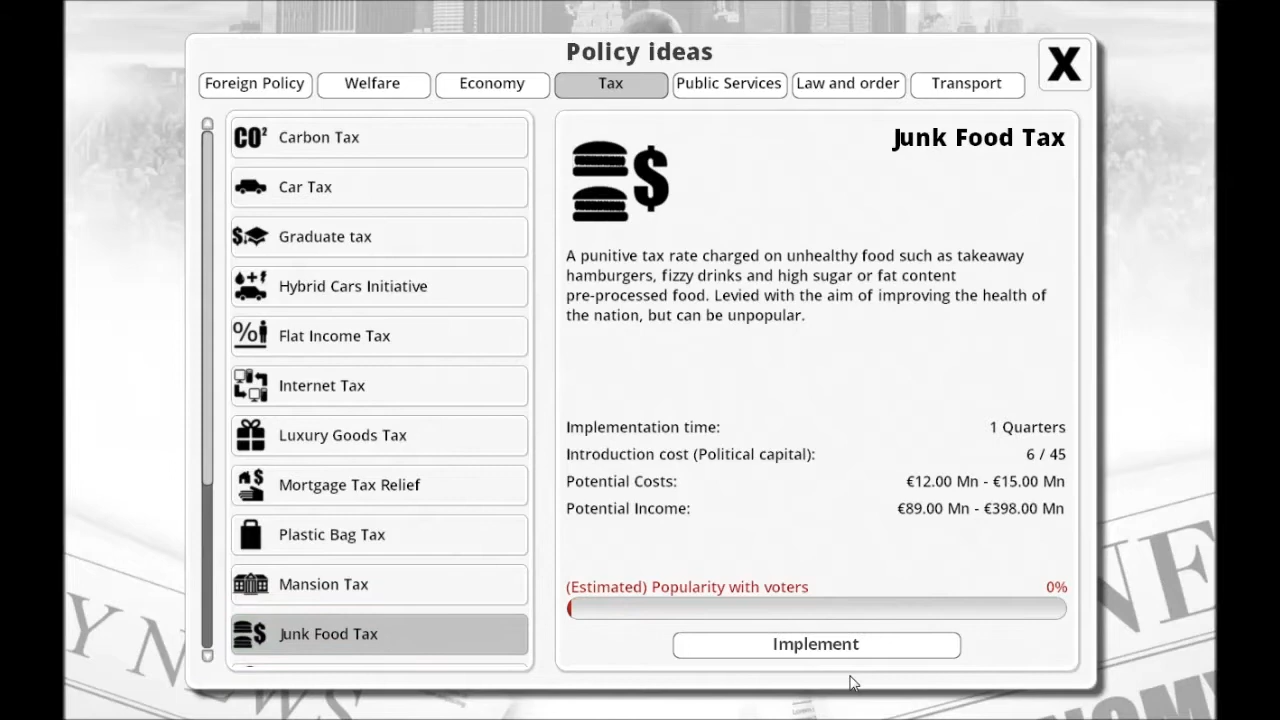 Policy ideas
X
Foreign Policy
Welfare
Economy
Tax
Public Services
Law and order
Transport
CO² Carbon Tax
Car Tax
$ Graduate tax
Hybrid Cars Initiative
% Flat Income Tax
Internet Tax
Luxury Goods Tax
$ Mortgage Tax Relief
Plastic Bag Tax
Mansion Tax
$ Junk Food Tax
Junk Food Tax
$
A punitive tax rate charged on unhealthy food such as takeaway
hamburgers, fizzy drinks and high sugar or fat content
pre-processed food. Levied with the aim of improving the health of
the nation, but can be unpopular.
Implementation time: 1 Quarters
Introduction cost (Political capital): 6 / 45
Potential Costs: €12.00 Mn - €15.00 Mn
Potential Income: €89.00 Mn - €398.00 Mn
(Estimated) Popularity with voters 0%
Implement